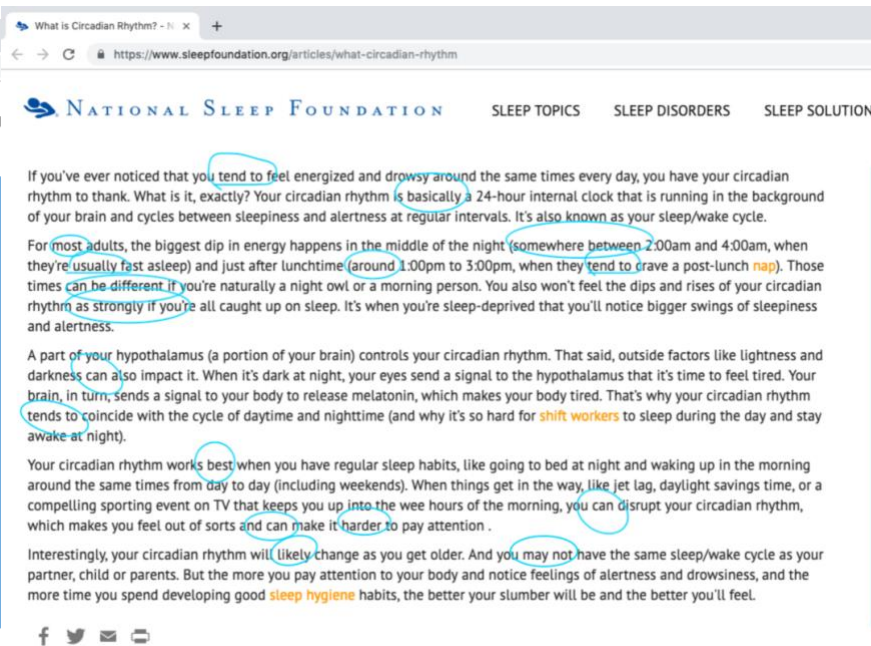 What is Circadian Rhythm? - N
https://www.sleepfoundation.org/articles/what-circadian-rhythm
NATIONAL SLEEP FOUNDATION SLEEP TOPICS SLEEP DISORDERS SLEEP SOLUTION
If you've ever noticed that you tend to feel energized and drowsy around the same times every day, you have your circadian
rhythm to thank. What is it, exactly? Your circadian rhythm is basically a 24-hour internal clock that is running in the background
of your brain and cycles between sleepiness and alertness at regular intervals. It's also known as your sleep/wake cycle.
For most adults, the biggest dip in energy happens in the middle of the night (somewhere between 2:00am and 4:00am, when
they're usually fast asleep) and just after lunchtime (around 1:00pm to 3:00pm, when they tend to crave a post-lunch nap). Those
times can be different if you're naturally a night owl or a morning person. You also won't feel the dips and rises of your circadian
rhythm as strongly if you're all caught up on sleep. It's when you're sleep-deprived that you'll notice bigger swings of sleepiness
and alertness.
A part of your hypothalamus (a portion of your brain) controls your circadian rhythm. That said, outside factors like lightness and
darkness can also impact it. When it's dark at night, your eyes send a signal to the hypothalamus that it's time to feel tired. Your
brain, in turn, sends a signal to your body to release melatonin, which makes your body tired. That's why your circadian rhythm
tends to coincide with the cycle of daytime and nighttime (and why it's so hard for shift workers to sleep during the day and stay
awake at night).
Your circadian rhythm works best when you have regular sleep habits, like going to bed at night and waking up in the morning
around the same times from day to day (including weekends). When things get in the way, like jet lag, daylight savings time, or a
compelling sporting event on TV that keeps you up into the wee hours of the morning, you can disrupt your circadian rhythm,
which makes you feel out of sorts and can make it harder to pay attention .
Interestingly, your circadian rhythm will likely change as you get older. And you may not have the same sleep/wake cycle as your
partner, child or parents. But the more you pay attention to your body and notice feelings of alertness and drowsiness, and the
more time you spend developing good sleep hygiene habits, the better your slumber will be and the better you'll feel.